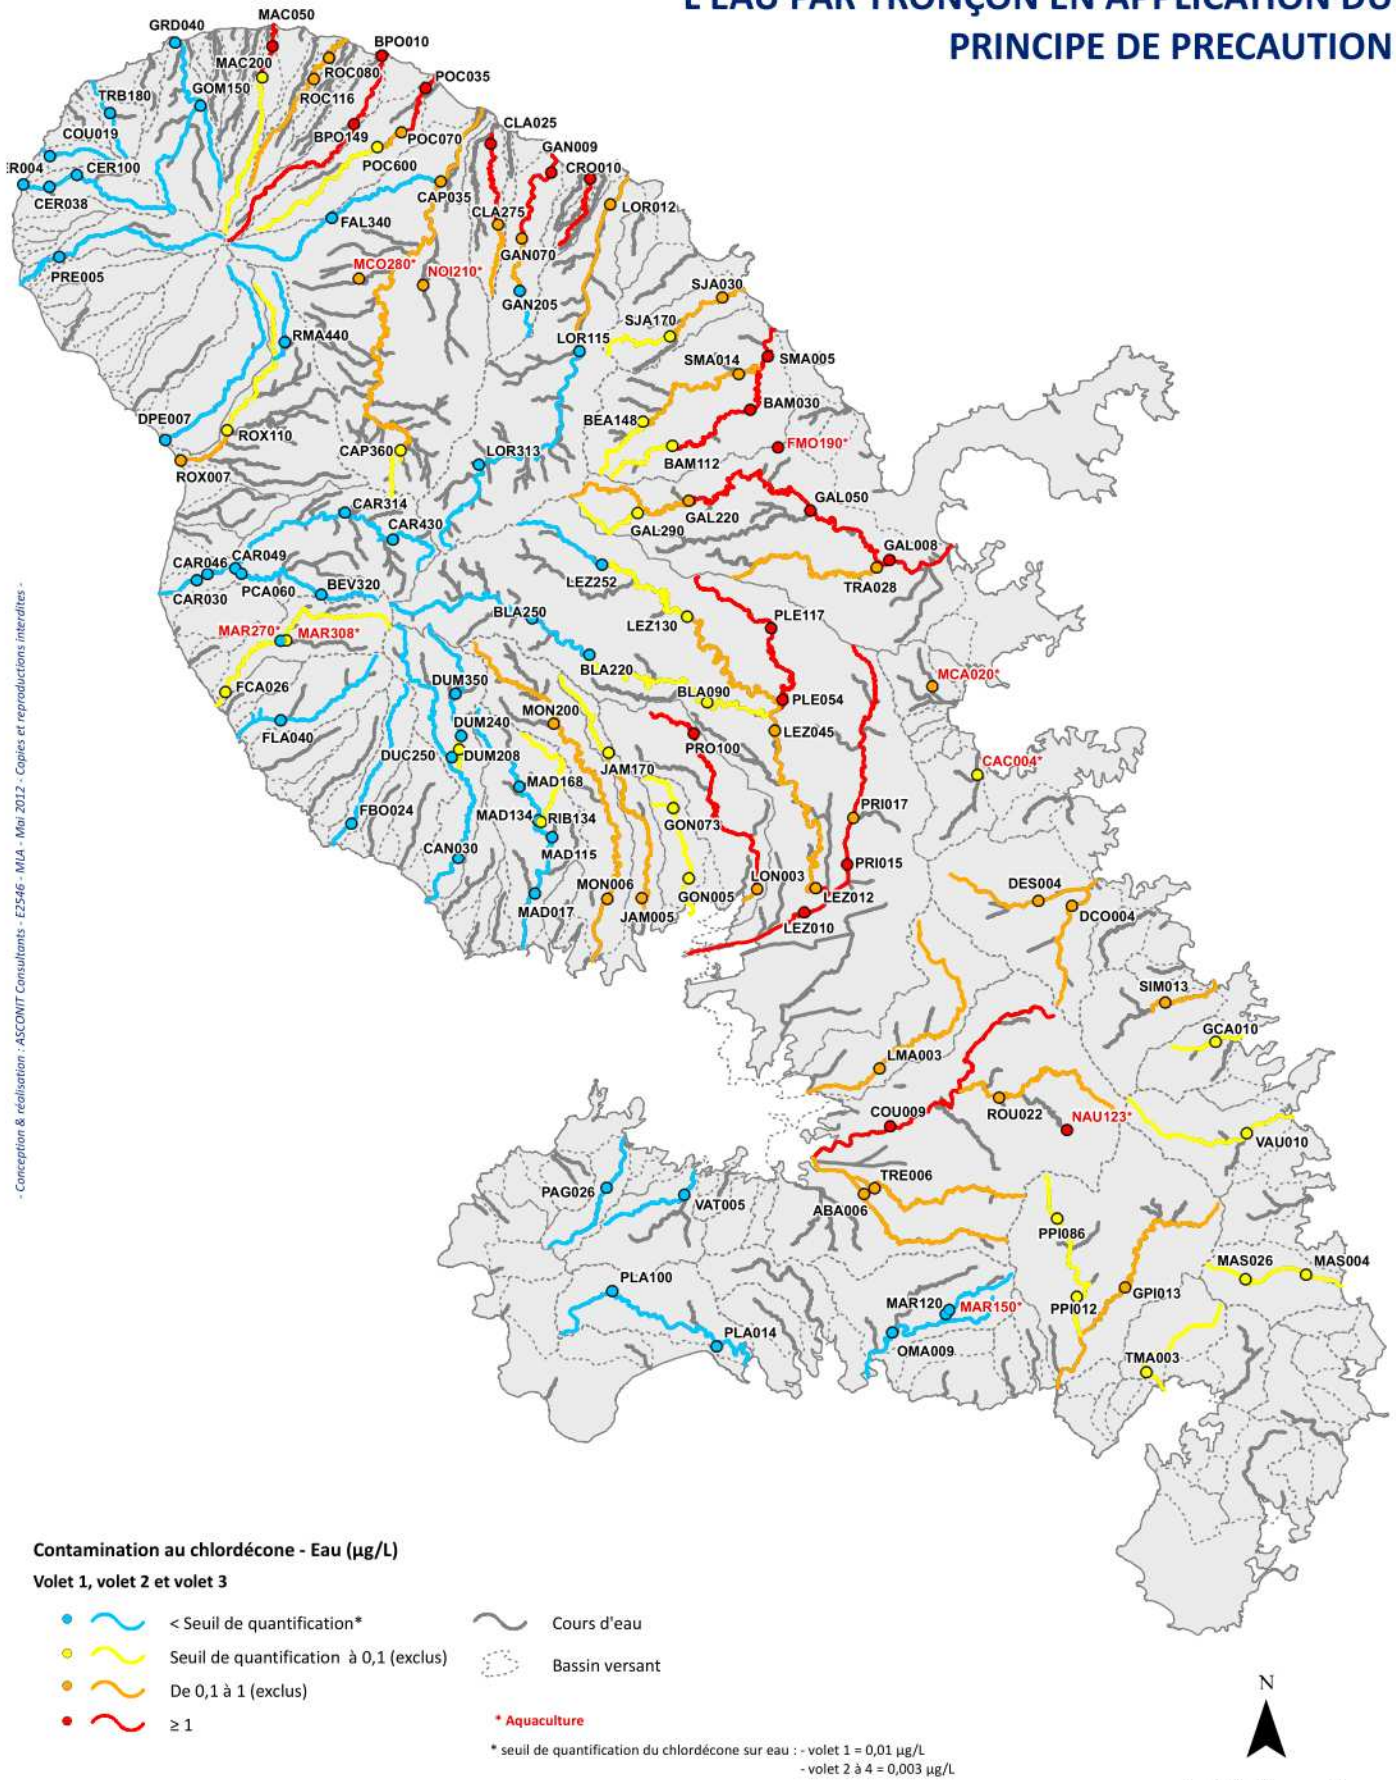 L'EAU PAR TRONÇON EN APPLICATION DU
PRINCIPE DE PRECAUTION
MAC050
GRD040
BPO010
MAC200
ROC080
POC035
GOM150
TRB180
ROC116
CLA025
COU019
BPO149
POC070
GAN009
ER004
CER100
POC600
CRO010
CER038
CAP035
CLA275
LOR012
FAL340
GAN070
MCO280*
NOI210*
PRE005
SJA030
GAN205
SJA170
RMA440
LOR115
SMA014
SMA005
BAM030
DPE007
BEA148
ROX110
FMO190*
CAP360
LOR313
BAM112
ROX007
GAL050
CAR314
GAL220
CAR430
GAL290
GAL008
CAR046
CAR049
LEZ252
TRA028
CAR030
PCA060
BEV320
BLA250
PLE117
LEZ130
MAR270*
MAR308*
BLA220
MCA020*
DUM350
BLA090
FCA026
PLE054
MON200
DUM240
LEZ045
FLA040
PRO100
DUC250
DUM208
JAM170
CAC004*
MAD168
PRI017
FBO024
MAD134
RIB134
GON073
CAN030
MAD115
PRI015
LON003
DES004
MON006
GON005
LEZ012
MAD017
JAM005
DCO004
LEZ010
SIM013
GCA010
LMA003
COU009
ROU022
NAU123*
VAU010
TRE006
PAG026
VAT005
ABA006
PPI086
MAS026
MAS004
PLA100
GPI013
MAR120
MAR150*
PPI012
PLA014
OMA009
TMA003
- Conception & réalisation : ASCONIT Consultants - E2546 - MLA - Mai 2012 - Copies et reproductions interdites -
Contamination au chlordécone - Eau (µg/L)
Volet 1, volet 2 et volet 3
< Seuil de quantification*
Cours d'eau
Seuil de quantification à 0,1 (exclus)
Bassin versant
De 0,1 à 1 (exclus)
≥ 1
* Aquaculture
* seuil de quantification du chlordécone sur eau : - volet 1 = 0,01 µg/L
- volet 2 à 4 = 0,003 µg/L
N